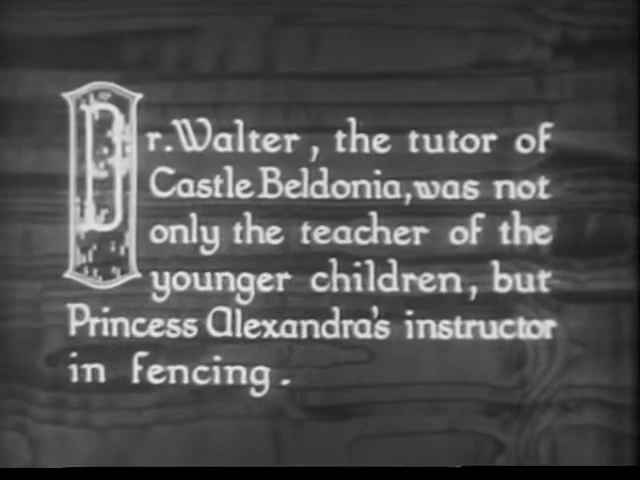 Dr. Walter, the tutor of
Castle Beldonia, was not
only the teacher of the
younger children, but
Princess Alexandra's instructor
in fencing.